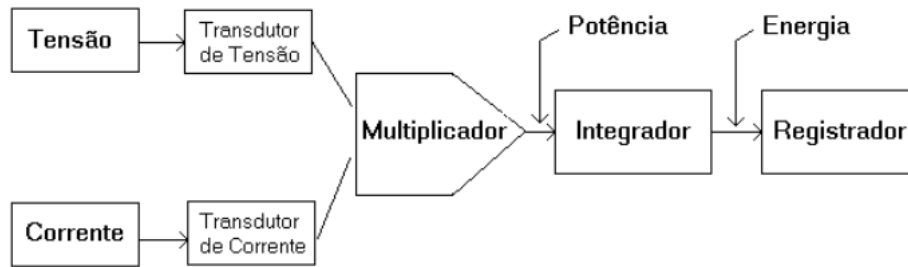 Tensão
Transdutor
de Tensão
Potência
Energia
Multiplicador
Integrador
Registrador
Corrente
Transdutor
de Corrente